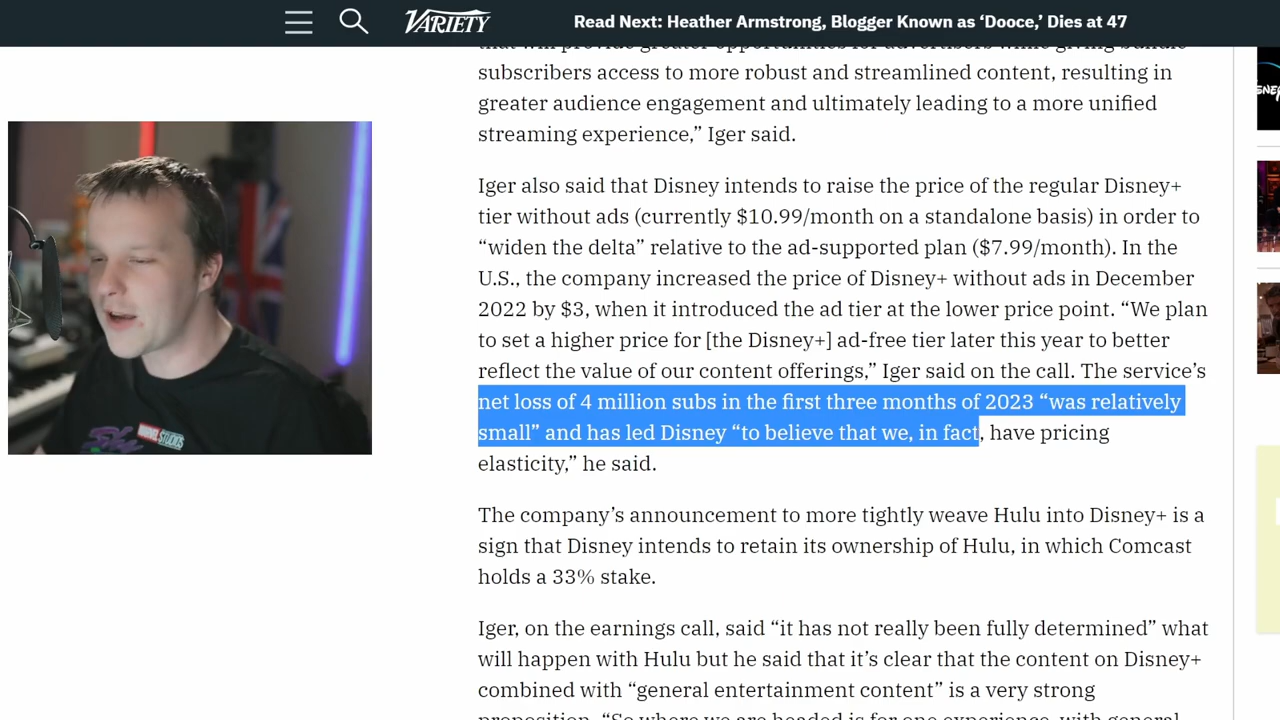 VARIETY
Read Next: Heather Armstrong, Blogger Known as ‘Dooce,’ Dies at 47
that will provide greater opportunities for advertisers while giving bundle
subscribers access to more robust and streamlined content, resulting in
greater audience engagement and ultimately leading to a more unified
streaming experience,” Iger said.
Iger also said that Disney intends to raise the price of the regular Disney+
tier without ads (currently $10.99/month on a standalone basis) in order to
“widen the delta” relative to the ad-supported plan ($7.99/month). In the
U.S., the company increased the price of Disney+ without ads in December
2022 by $3, when it introduced the ad tier at the lower price point. “We plan
to set a higher price for [the Disney+] ad-free tier later this year to better
reflect the value of our content offerings,” Iger said on the call. The service’s
net loss of 4 million subs in the first three months of 2023 “was relatively
small” and has led Disney “to believe that we, in fact, have pricing
elasticity,” he said.
The company’s announcement to more tightly weave Hulu into Disney+ is a
sign that Disney intends to retain its ownership of Hulu, in which Comcast
holds a 33% stake.
Iger, on the earnings call, said “it has not really been fully determined” what
will happen with Hulu but he said that it’s clear that the content on Disney+
combined with “general entertainment content” is a very strong
proposition. “So where we are headed is for one experience, with general
MARVEL STUDIOS